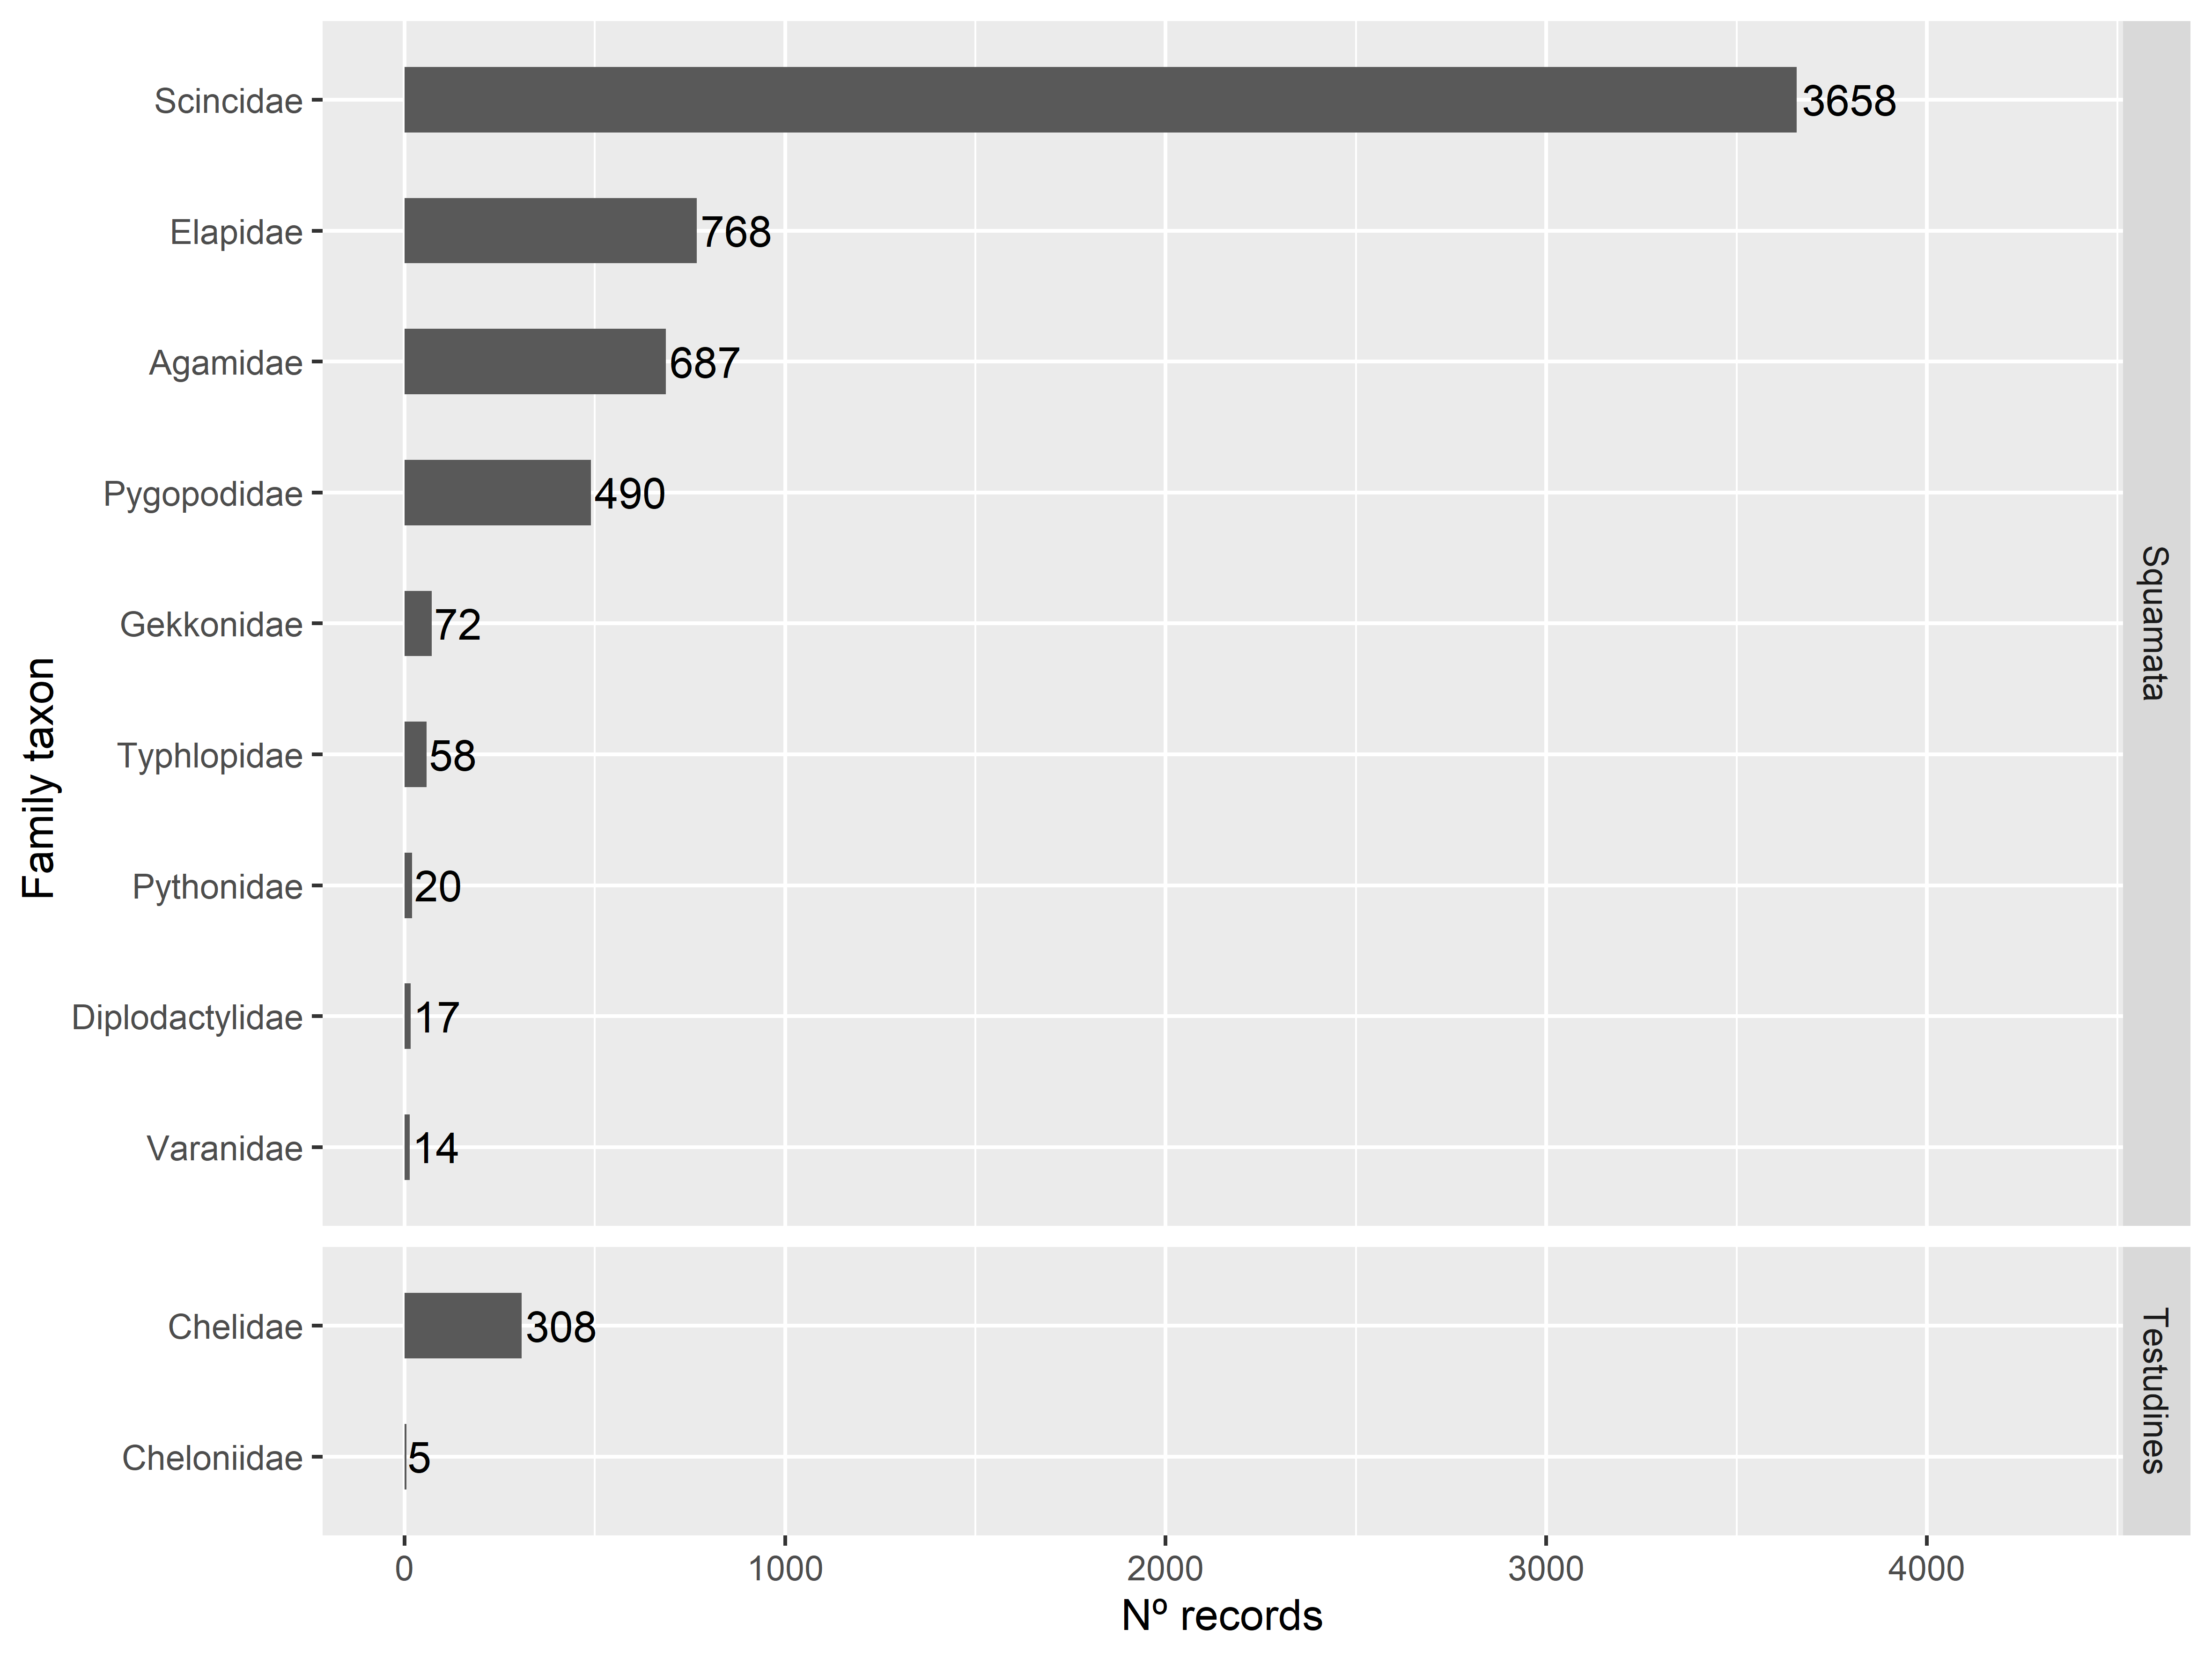 Family taxon
Scincidae 3658
Elapidae 768
Agamidae 687
Pygopodidae 490
Gekkonidae 72
Typhlopidae 58
Pythonidae 20
Diplodactylidae 17
Varanidae 14
Squamata
Chelidae 308
Cheloniidae 5
Testudines
0 1000 2000 3000 4000
Nº records